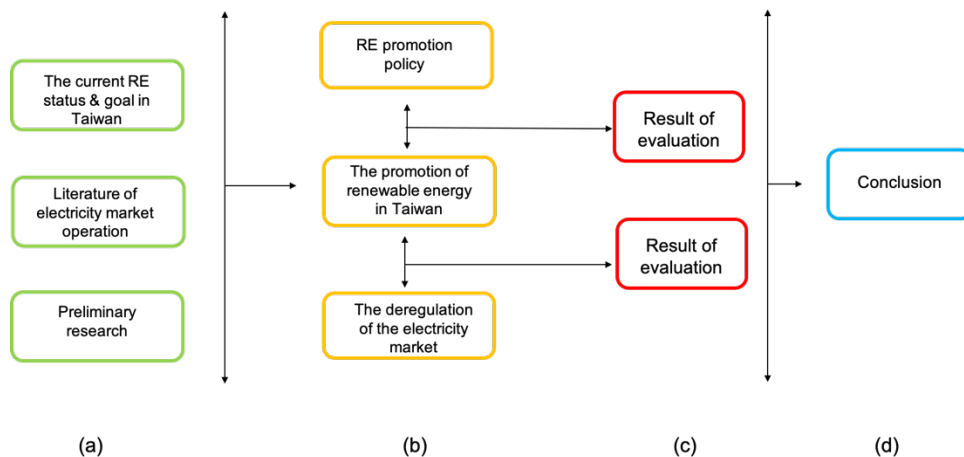 The current RE
status & goal in
Taiwan
Literature of
electricity market
operation
Preliminary
research
RE promotion
policy
The promotion of
renewable energy
in Taiwan
The deregulation
of the electricity
market
Result of
evaluation
Result of
evaluation
Conclusion
(a)
(b)
(c)
(d)